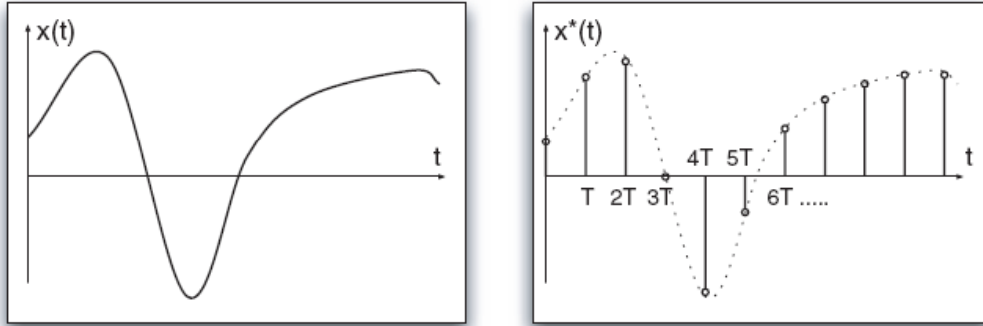 x(t)
t
x*(t)
4T 5T
t
T 2T 3T 6T .....